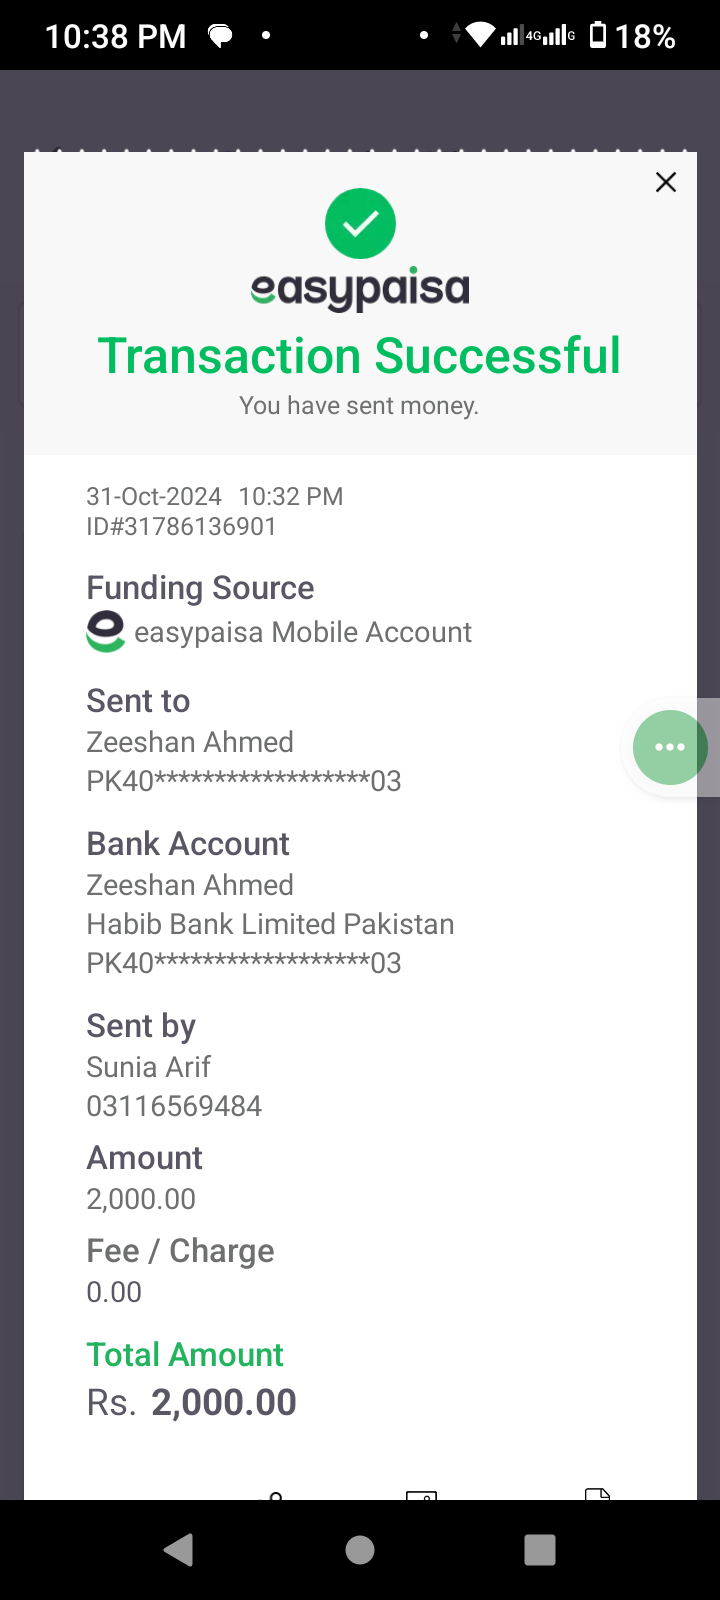 10:38 PM
4G
G
18%
easypaisa
Transaction Successful
You have sent money.
31-Oct-2024 10:32 PM
ID#31786136901
Funding Source
easypaisa Mobile Account
Sent to
Zeeshan Ahmed
PK40******************03
Bank Account
Zeeshan Ahmed
Habib Bank Limited Pakistan
PK40******************03
Sent by
Sunia Arif
03116569484
Amount
2,000.00
Fee / Charge
0.00
Total Amount
Rs. 2,000.00